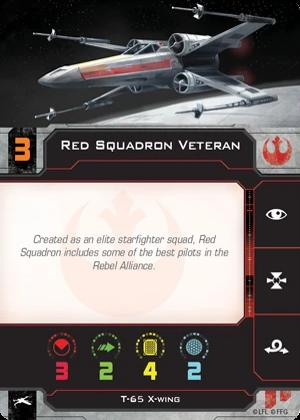 3 Red Squadron Veteran
Created as an elite starfighter squad, Red
Squadron includes some of the best pilots in the
Rebel Alliance.
3 2 4 2
T-65 X-wing
©LFL ©FFG